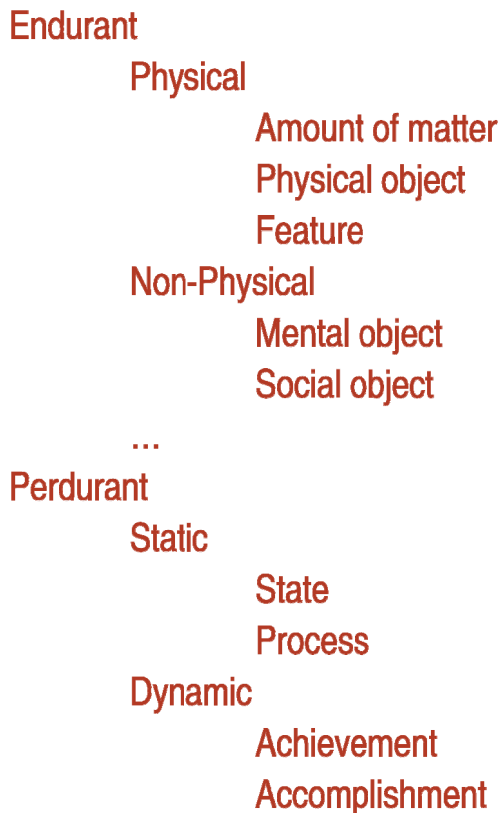 Endurant
Physical
Amount of matter
Physical object
Feature
Non-Physical
Mental object
Social object
...
Perdurant
Static
State
Process
Dynamic
Achievement
Accomplishment